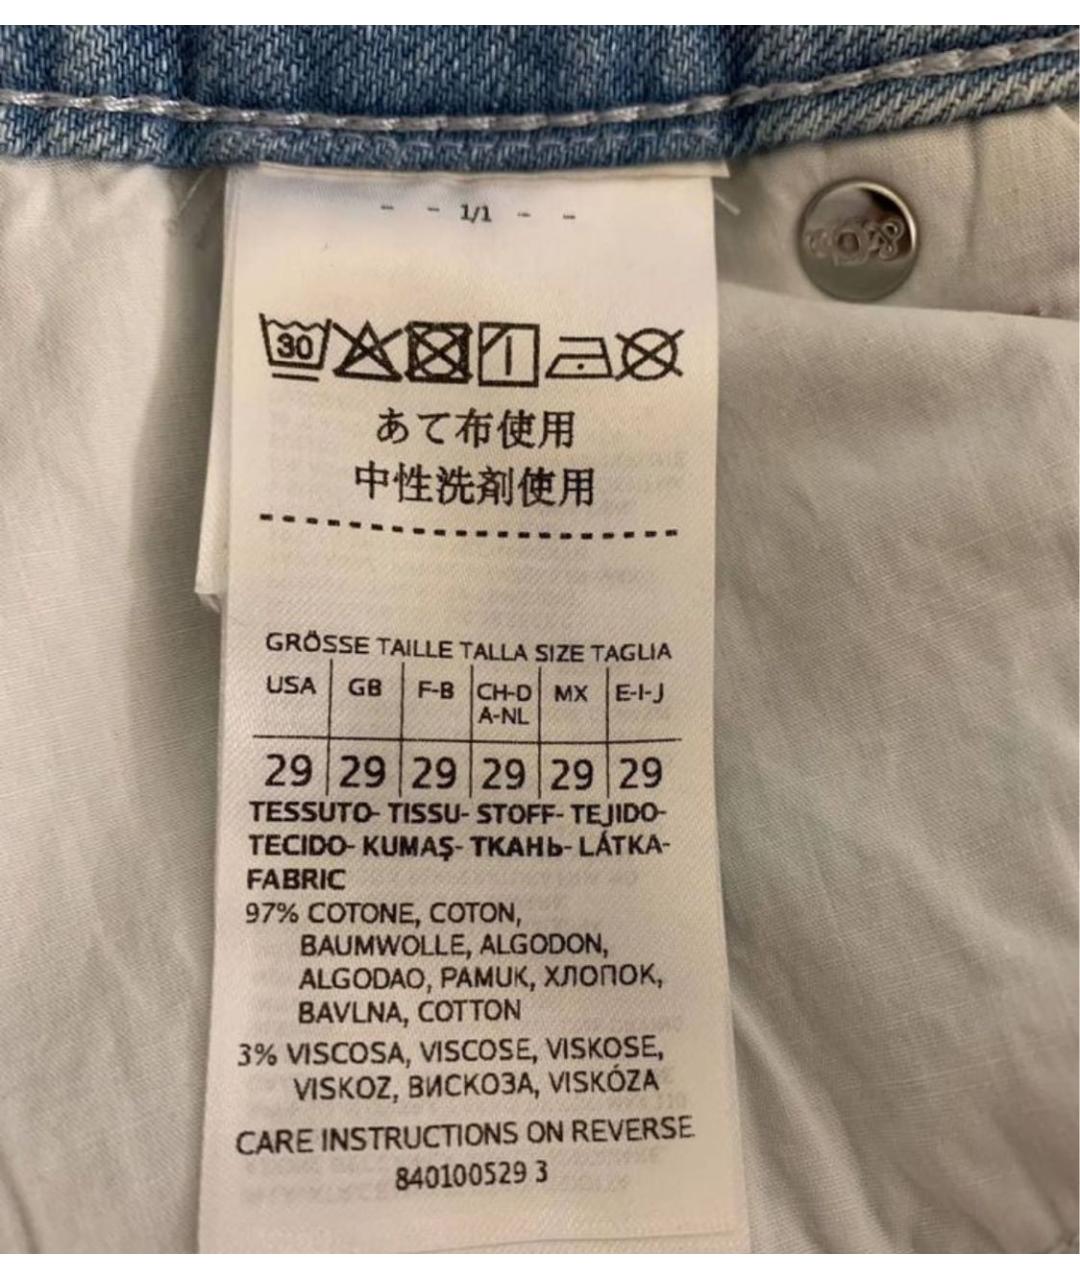 - - 1/1 - -
30
あて布使用
中性洗剤使用
GRÖSSE TAILLE TALLA SIZE TAGLIA
USA GB F-B CH-D A-NL MX E-I-J
29 29 29 29 29 29
TESSUTO- TISSU- STOFF- TEJIDO-
TECIDO- KUMAŞ- ТКАНЬ- LÁTKA-
FABRIC
97% COTONE, COTON,
BAUMWOLLE, ALGODON,
ALGODAO, PAMUK, ХЛОПОК,
BAVLNA, COTTON
3% VISCOSA, VISCOSE, VISKOSE,
VISKOZ, ВИСКОЗА, VISKÓZA
CARE INSTRUCTIONS ON REVERSE
840100529 3